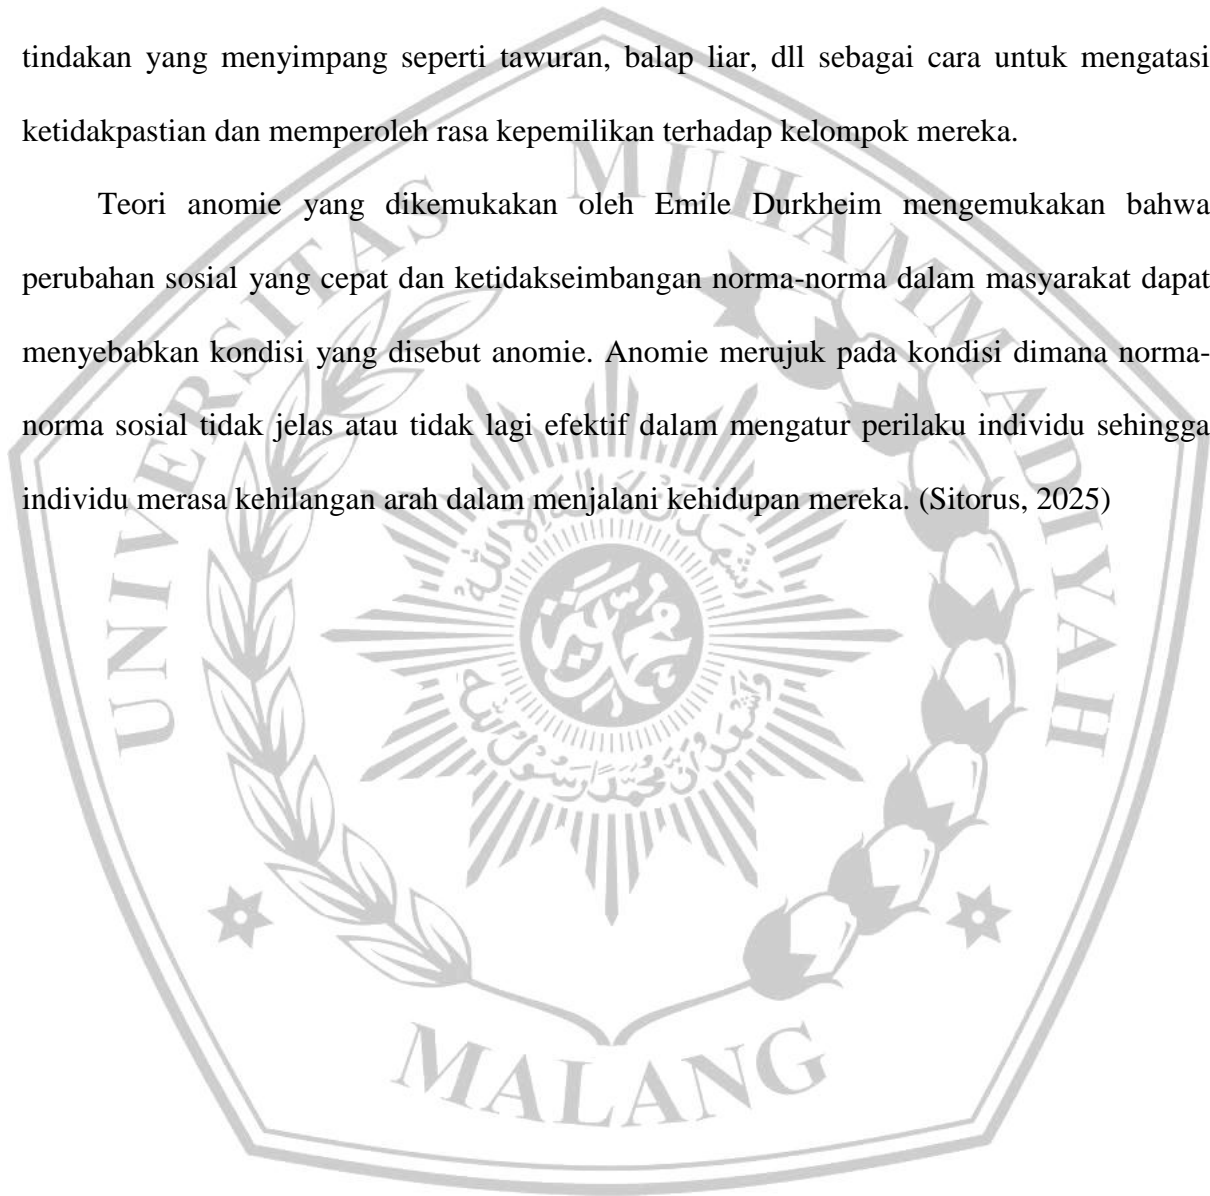 tindakan yang menyimpang seperti tawuran, balap liar, dll sebagai cara untuk mengatasi
ketidakpastian dan memperoleh rasa kepemilikan terhadap kelompok mereka.
Teori anomie yang dikemukakan oleh Emile Durkheim mengemukakan bahwa
perubahan sosial yang cepat dan ketidakseimbangan norma-norma dalam masyarakat dapat
menyebabkan kondisi yang disebut anomie. Anomie merujuk pada kondisi dimana norma-
norma sosial tidak jelas atau tidak lagi efektif dalam mengatur perilaku individu sehingga
individu merasa kehilangan arah dalam menjalani kehidupan mereka. (Sitorus, 2025)
UNIVERSITAS MUHAMMADIYAH
MALANG